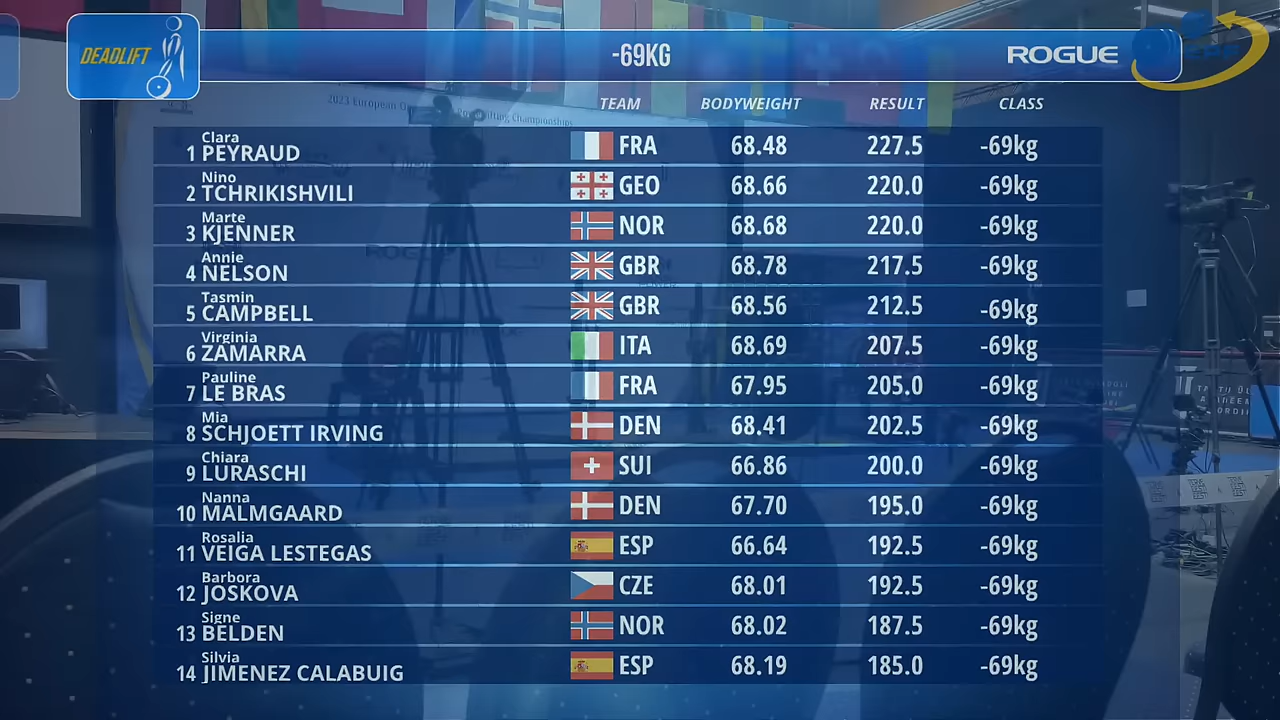 DEADLIFT
-69KG
ROGUE
TEAM BODYWEIGHT RESULT CLASS
Clara
1 PEYRAUD FRA 68.48 227.5 -69kg
Nino
2 TCHRIKISHVILI GEO 68.66 220.0 -69kg
Marte
3 KJENNER NOR 68.68 220.0 -69kg
Annie
4 NELSON GBR 68.78 217.5 -69kg
Tasmin
5 CAMPBELL GBR 68.56 212.5 -69kg
Virginia
6 ZAMARRA ITA 68.69 207.5 -69kg
Pauline
7 LE BRAS FRA 67.95 205.0 -69kg
Mia
8 SCHJOETT IRVING DEN 68.41 202.5 -69kg
Chiara
9 LURASCHI SUI 66.86 200.0 -69kg
Nanna
10 MALMGAARD DEN 67.70 195.0 -69kg
Rosalia
11 VEIGA LESTEGAS ESP 66.64 192.5 -69kg
Barbora
12 JOSKOVA CZE 68.01 192.5 -69kg
Signe
13 BELDEN NOR 68.02 187.5 -69kg
Silvia
14 JIMENEZ CALABUIG ESP 68.19 185.0 -69kg
2023 European
Championships
ROGUE